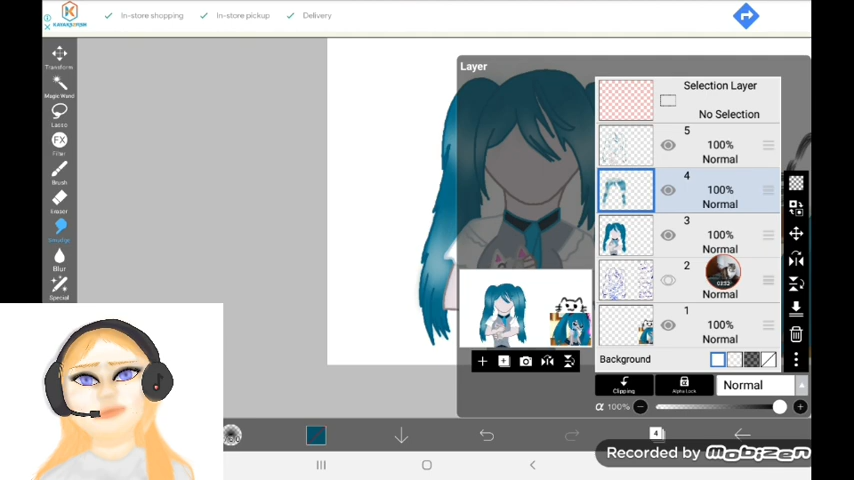 In-store shopping
In-store pickup
Delivery
Transform
Magic Wand
Lasso
FX
Filter
Brush
Eraser
Smudge
Blur
Special
Layer
Selection Layer
No Selection
5
100%
Normal
4
100%
Normal
3
100%
Normal
2
Normal
1
100%
Normal
Background
Clipping
Alpha Lock
Normal
α 100%
4
Recorded by mobizen